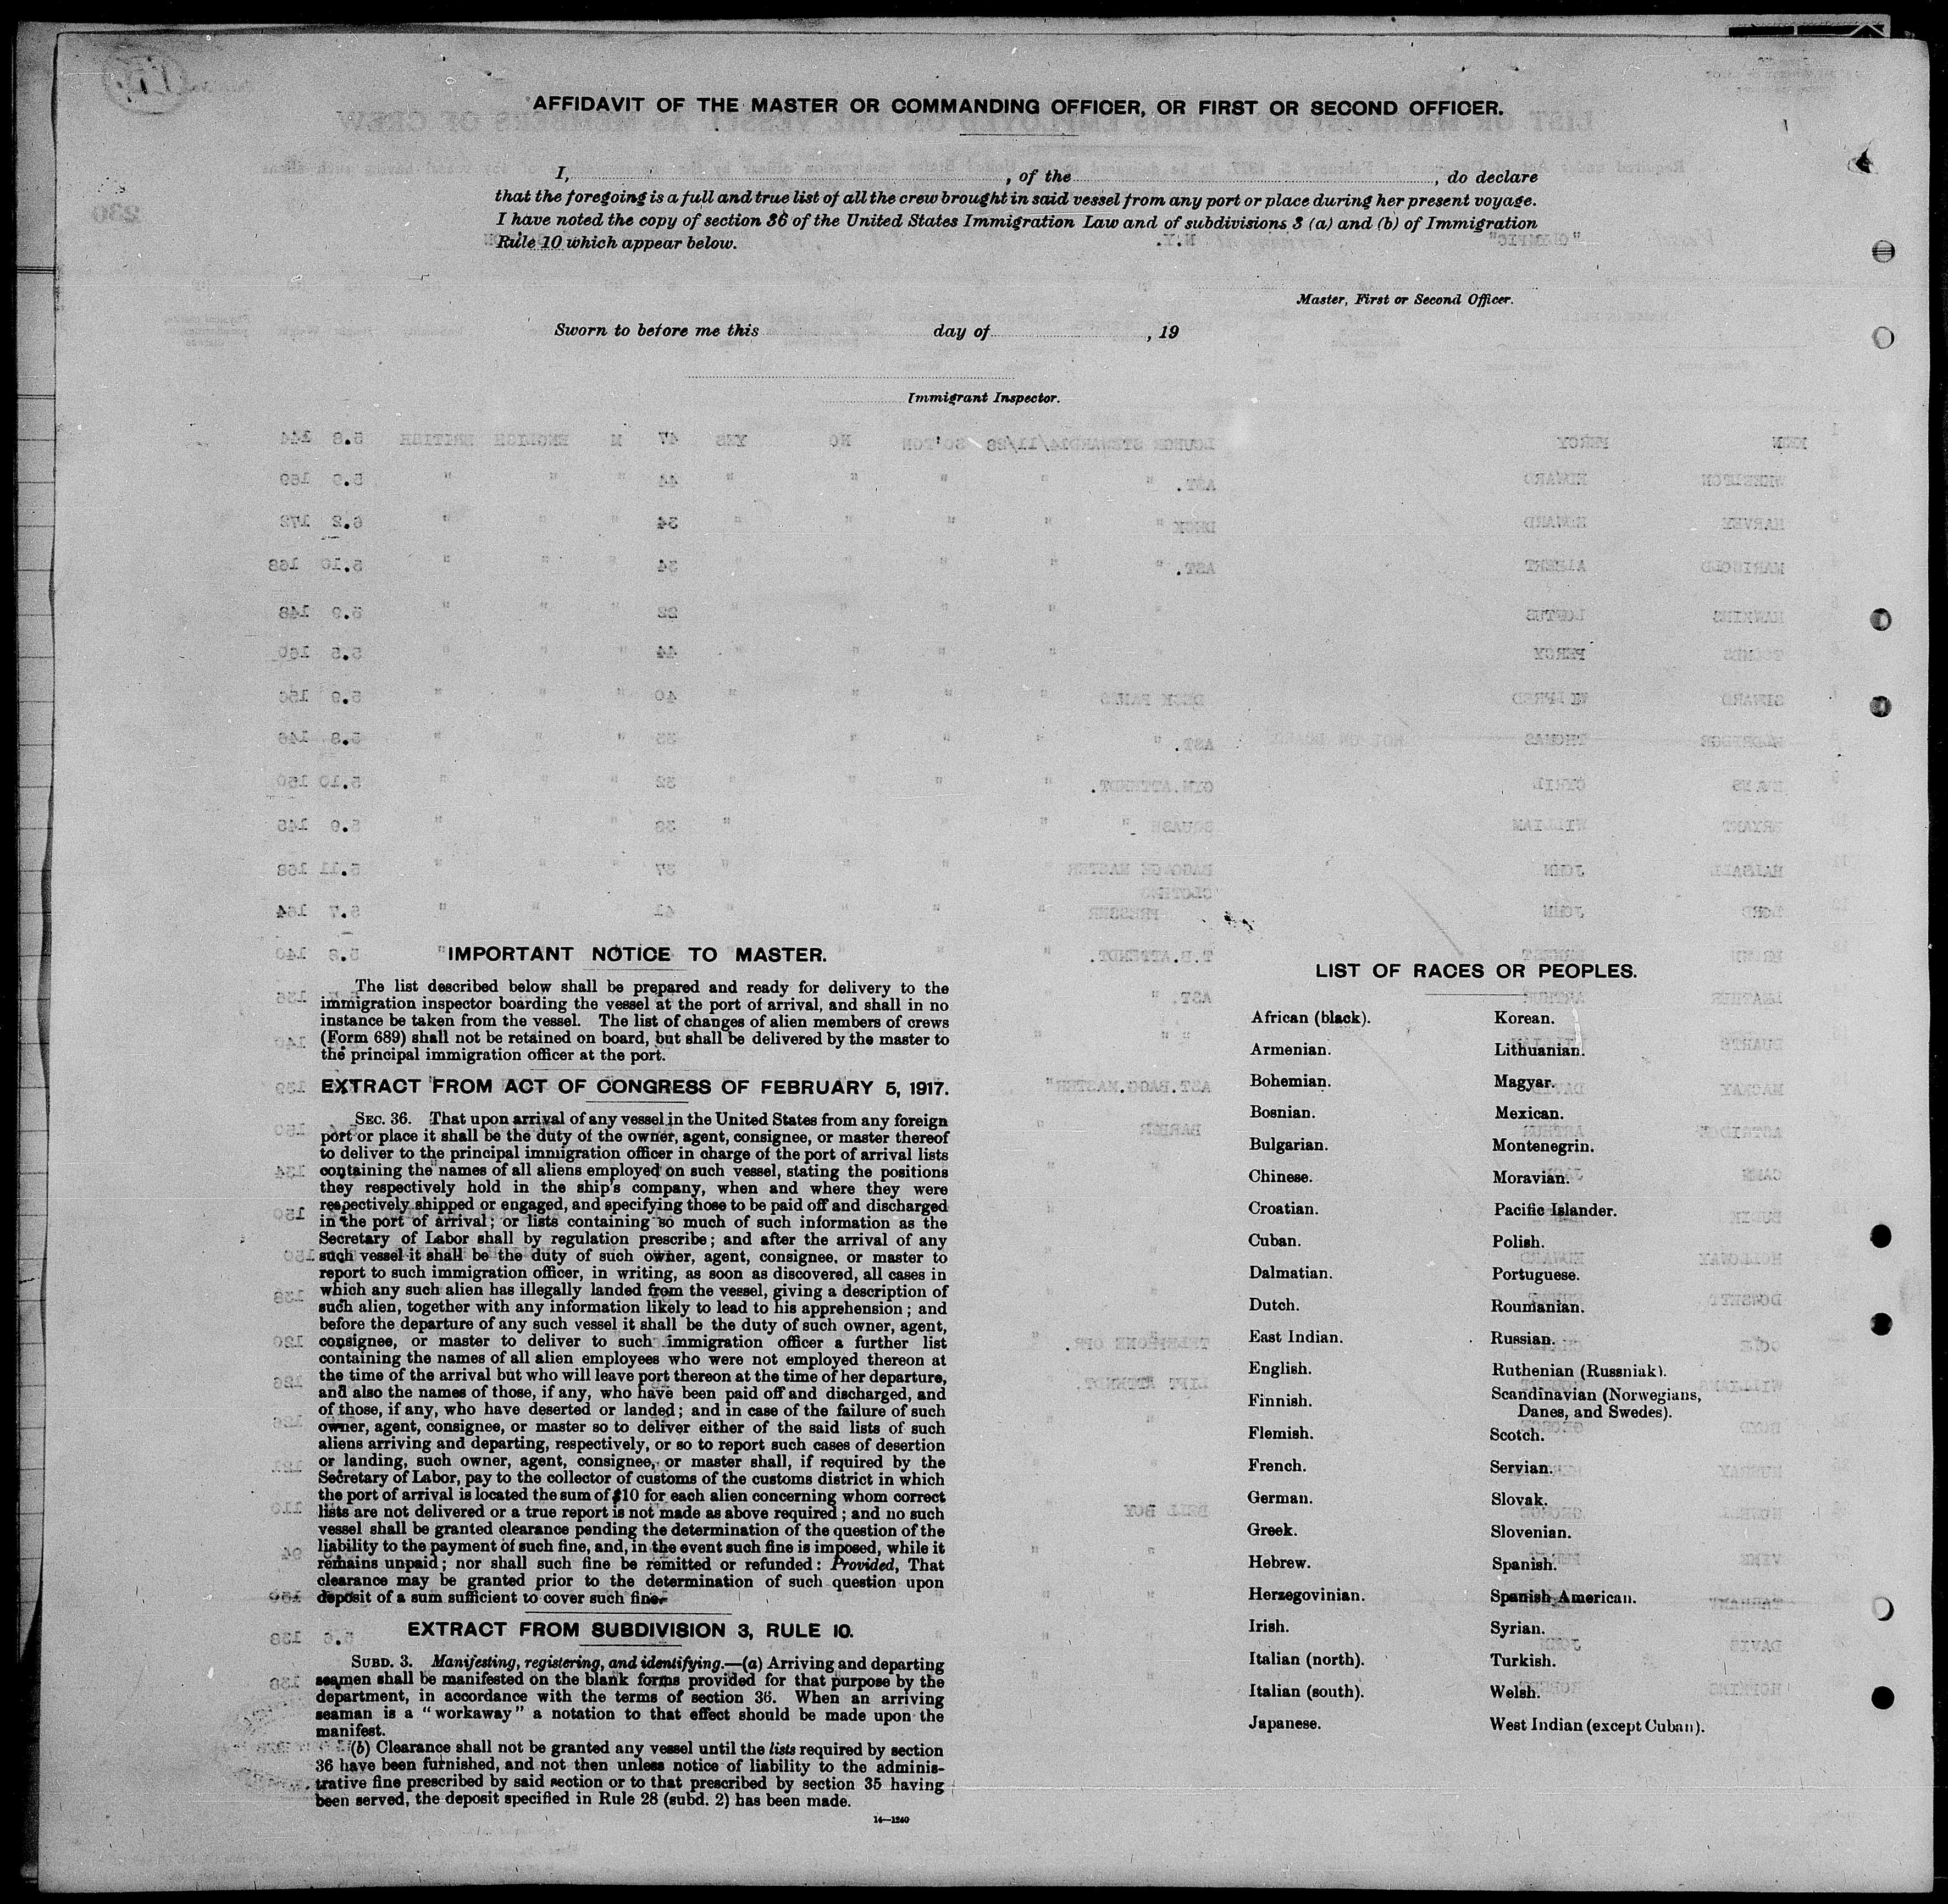 AFFIDAVIT OF THE MASTER OR COMMANDING OFFICER, OR FIRST OR SECOND OFFICER.
I, , of the , do declare
that the foregoing is a full and true list of all the crew brought in said vessel from any port or place during her present voyage.
I have noted the copy of section 36 of the United States Immigration Law and of subdivisions 3 (a) and (b) of Immigration
Rule 10 which appear below.
Master, First or Second Officer.
Sworn to before me this day of , 19
Immigrant Inspector.
IMPORTANT NOTICE TO MASTER.
The list described below shall be prepared and ready for delivery to the
immigration inspector boarding the vessel at the port of arrival, and shall in no
instance be taken from the vessel. The list of changes of alien members of crews
(Form 689) shall not be retained on board, but shall be delivered by the master to
the principal immigration officer at the port.
EXTRACT FROM ACT OF CONGRESS OF FEBRUARY 5, 1917.
SEC. 36. That upon arrival of any vessel in the United States from any foreign
port or place it shall be the duty of the owner, agent, consignee, or master thereof
to deliver to the principal immigration officer in charge of the port of arrival lists
containing the names of all aliens employed on such vessel, stating the positions
they respectively hold in the ship's company, when and where they were
respectively shipped or engaged, and specifying those to be paid off and discharged
in the port of arrival; or lists containing so much of such information as the
Secretary of Labor shall by regulation prescribe; and after the arrival of any
such vessel it shall be the duty of such owner, agent, consignee, or master to
report to such immigration officer, in writing, as soon as discovered, all cases in
which any such alien has illegally landed from the vessel, giving a description of
such alien, together with any information likely to lead to his apprehension; and
before the departure of any such vessel it shall be the duty of such owner, agent,
consignee, or master to deliver to such immigration officer a further list
containing the names of all alien employees who were not employed thereon at
the time of the arrival but who will leave port thereon at the time of her departure,
and also the names of those, if any, who have been paid off and discharged, and
of those, if any, who have deserted or landed; and in case of the failure of such
owner, agent, consignee, or master so to deliver either of the said lists of such
aliens arriving and departing, respectively, or so to report such cases of desertion
or landing, such owner, agent, consignee, or master shall, if required by the
Secretary of Labor, pay to the collector of customs of the customs district in which
the port of arrival is located the sum of $10 for each alien concerning whom correct
lists are not delivered or a true report is not made as above required; and no such
vessel shall be granted clearance pending the determination of the question of the
liability to the payment of such fine, and, in the event such fine is imposed, while it
remains unpaid; nor shall such fine be remitted or refunded: Provided, That
clearance may be granted prior to the determination of such question upon
deposit of a sum sufficient to cover such fine.
EXTRACT FROM SUBDIVISION 3, RULE 10.
SUBD. 3. Manifesting, registering, and identifying.—(a) Arriving and departing
seamen shall be manifested on the blank forms provided for that purpose by the
department, in accordance with the terms of section 36. When an arriving
seaman is a "workaway" a notation to that effect should be made upon the
manifest.
(b) Clearance shall not be granted any vessel until the lists required by section
36 have been furnished, and not then unless notice of liability to the adminis-
trative fine prescribed by said section or to that prescribed by section 35 having
been served, the deposit specified in Rule 28 (subd. 2) has been made.
14—1240
LIST OF RACES OR PEOPLES.
African (black).
Armenian.
Bohemian.
Bosnian.
Bulgarian.
Chinese.
Croatian.
Cuban.
Dalmatian.
Dutch.
East Indian.
English.
Finnish.
Flemish.
French.
German.
Greek.
Hebrew.
Herzegovinian.
Irish.
Italian (north).
Italian (south).
Japanese.
Korean.
Lithuanian.
Magyar.
Mexican.
Montenegrin.
Moravian.
Pacific Islander.
Polish.
Portuguese.
Roumanian.
Russian.
Ruthenian (Russniak).
Scandinavian (Norwegians,
Danes, and Swedes).
Scotch.
Servian.
Slovak.
Slovenian.
Spanish.
Spanish American.
Syrian.
Turkish.
Welsh.
West Indian (except Cuban).